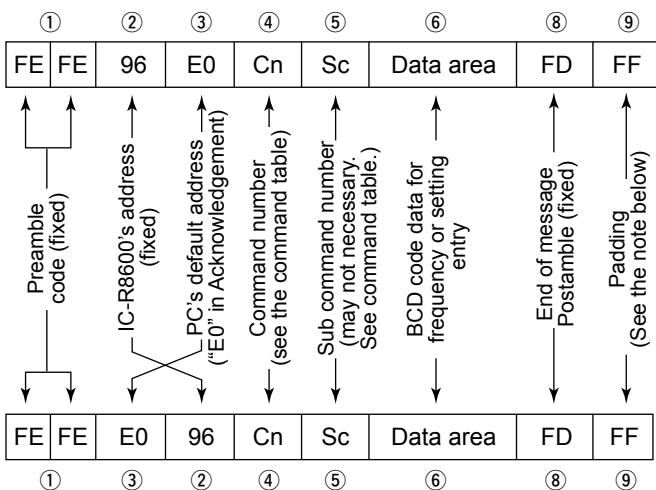 ① ② ③ ④ ⑤ ⑥ ⑧ ⑨
FE FE 96 E0 Cn Sc Data area FD FF
Preamble
code (fixed)
IC-R8600's address
(fixed)
PC's default address
("E0" in Acknowledgement)
Command number
(see the command table)
Sub command number
(may not necessary.
See command table.)
BCD code data for
frequency or setting
entry
End of message
Postamble (fixed)
Padding
(See the note below)
FE FE E0 96 Cn Sc Data area FD FF
① ③ ② ④ ⑤ ⑥ ⑧ ⑨